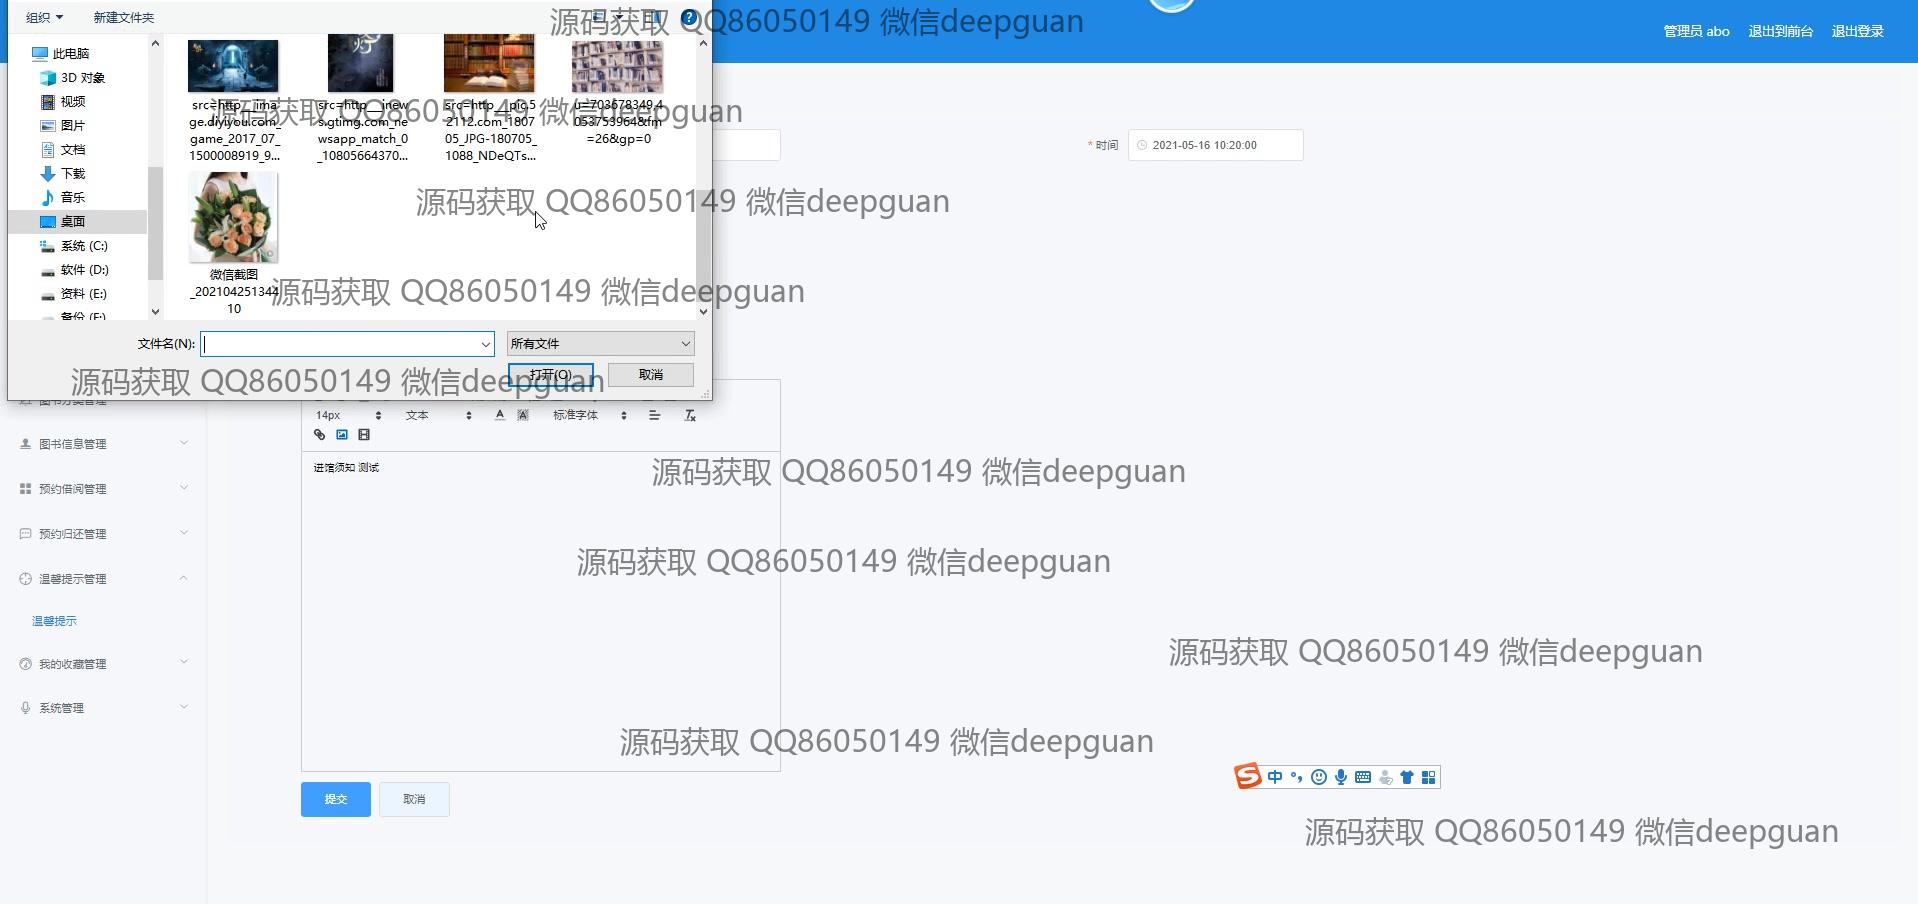 组织
新建文件夹
源码获取 QQ86050149 微信deepguan
管理员 abo
退出到前台
退出登录
此电脑
3D 对象
视频
图片
文档
下载
音乐
桌面
系统 (C:)
软件 (D:)
资料 (E:)
备份 (F:)
src=http__ima
ge.diyiyou.com_
game_2017_07_
1500008919_9...
src=http__inew
s.gtimg.com_ne
wsapp_match_0
_10805664370...
src=http__pic.5
2112.com_1807
05_JPG-180705_
1088_NDeQTs...
u=703678349,4
053753964&fm
=26&gp=0
源码获取 QQ86050149 微信deepguan
* 时间
2021-05-16 10:20:00
源码获取 QQ86050149 微信deepguan
微信截图
_202104251344
10
源码获取 QQ86050149 微信deepguan
文件名(N):
所有文件
打开(O)
取消
源码获取 QQ86050149 微信deepguan
图书分类管理
图书信息管理
预约借阅管理
预约归还管理
温馨提示管理
温馨提示
我的收藏管理
系统管理
14px
文本
标准字体
进馆须知 测试
源码获取 QQ86050149 微信deepguan
源码获取 QQ86050149 微信deepguan
源码获取 QQ86050149 微信deepguan
源码获取 QQ86050149 微信deepguan
中
提交
取消
源码获取 QQ86050149 微信deepguan